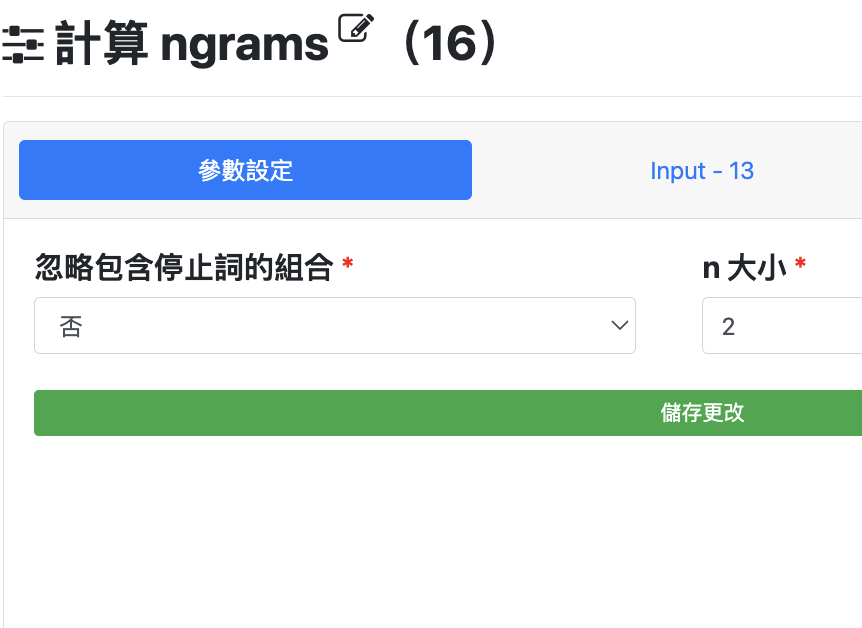 計算 ngrams （16）
參數設定 Input - 13
忽略包含停止詞的組合 * n 大小 *
否 2
儲存更改